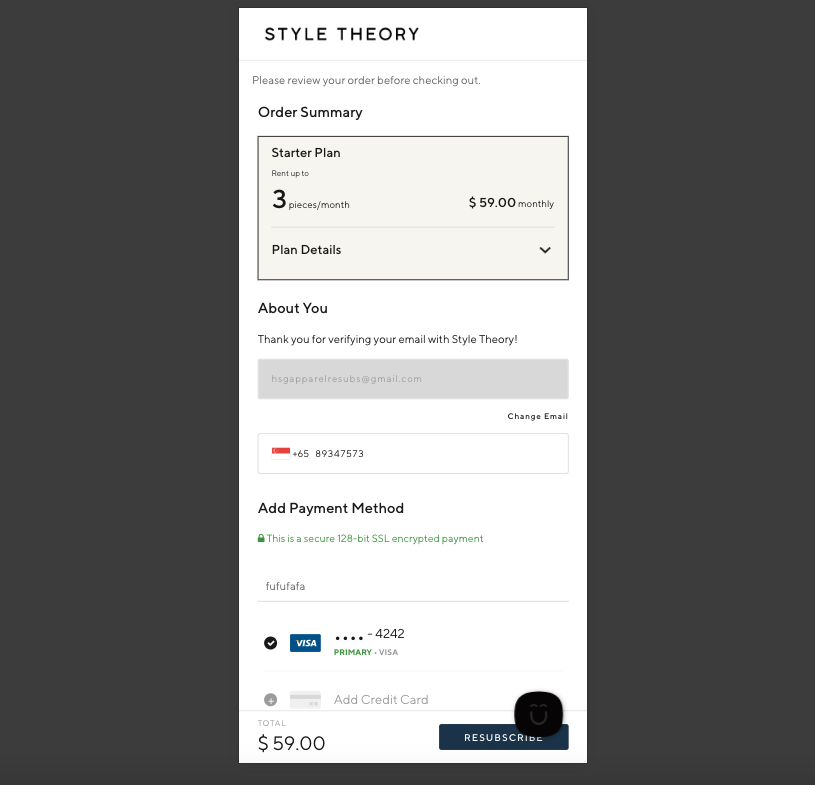 STYLE THEORY
Please review your order before checking out.
Order Summary
Starter Plan
Rent up to
3 pieces/month
$ 59.00 monthly
Plan Details
About You
Thank you for verifying your email with Style Theory!
hsgapparelresubs@gmail.com
Change Email
+65 89347573
Add Payment Method
This is a secure 128-bit SSL encrypted payment
fufufafa
VISA
•••• - 4242
PRIMARY - VISA
Add Credit Card
TOTAL
$ 59.00
RESUBSCRIBE